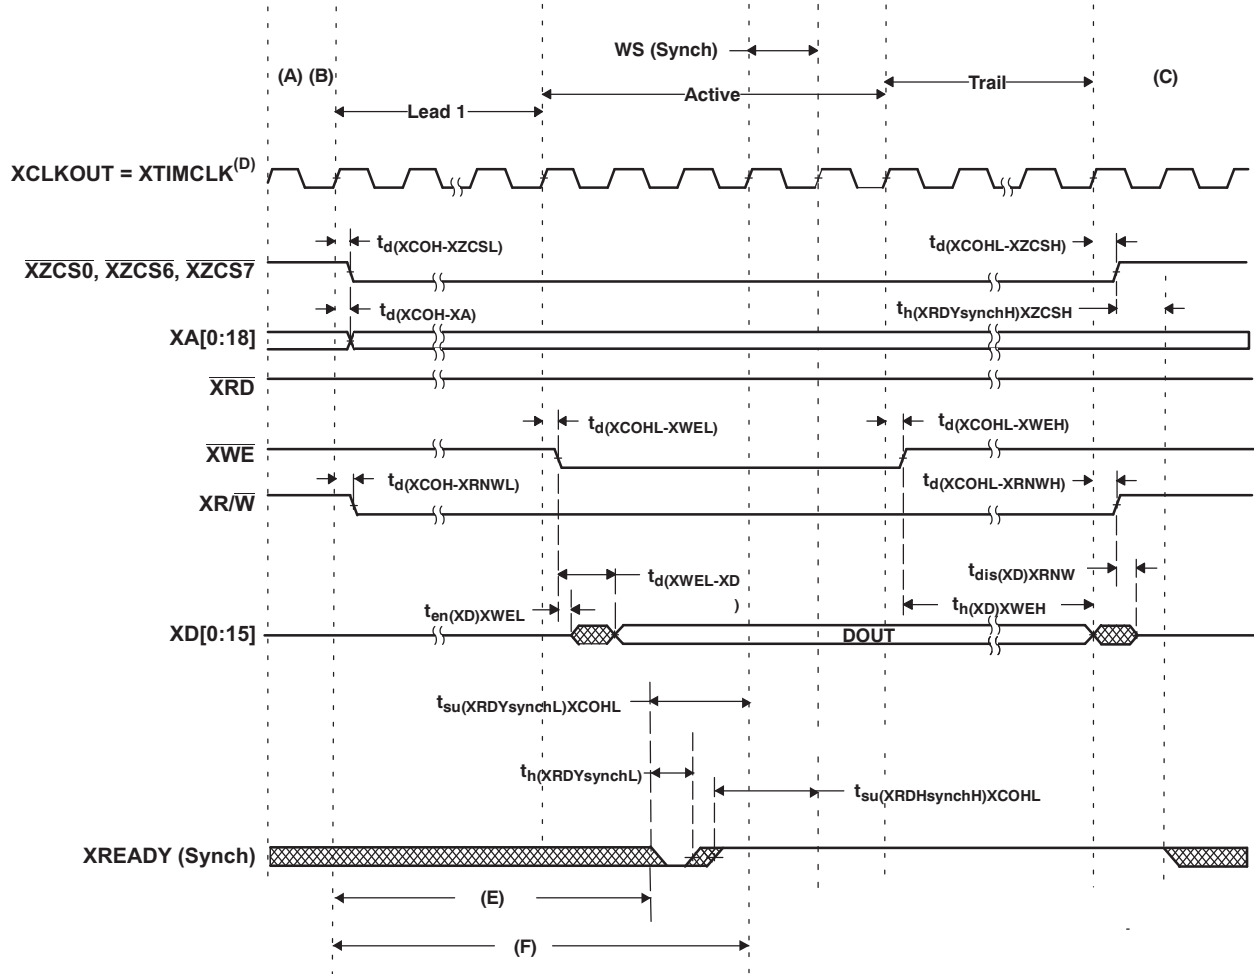 WS (Synch)
(A) (B)
(C)
Trail
Active
Lead 1
XCLKOUT = XTIMCLK(D)
td(XCOH-XZCSL)
td(XCOHL-XZCSH)
XZCS0, XZCS6, XZCS7
td(XCOH-XA)
th(XRDYsynchH)XZCSH
XA[0:18]
XRD
td(XCOHL-XWEL)
td(XCOHL-XWEH)
XWE
td(XCOH-XRNWL)
td(XCOHL-XRNWH)
XR/W
td(XWEL-XD
)
tdis(XD)XRNW
ten(XD)XWEL
th(XD)XWEH
XD[0:15]
DOUT
tsu(XRDYsynchL)XCOHL
th(XRDYsynchL)
tsu(XRDHsynchH)XCOHL
XREADY (Synch)
(E)
(F)